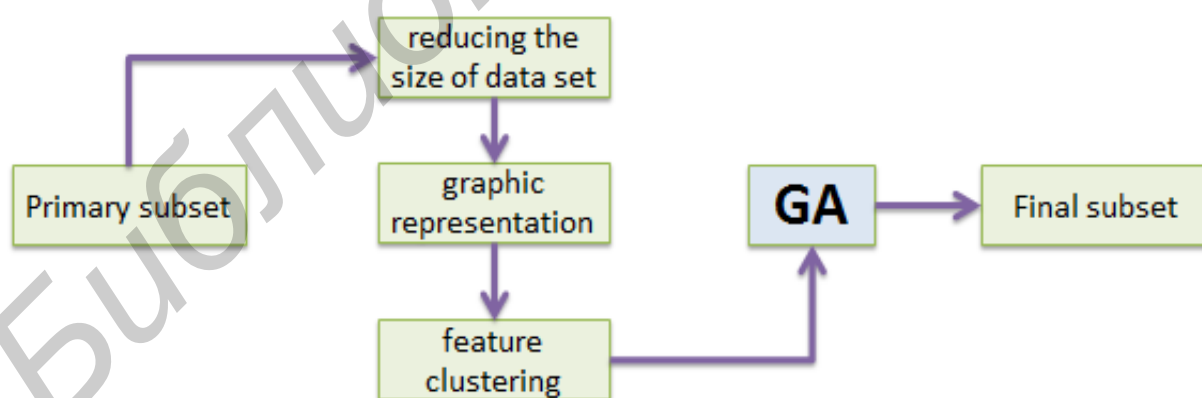 reducing the
size of data set
Primary subset
graphic
representation
GA
Final subset
feature
clustering